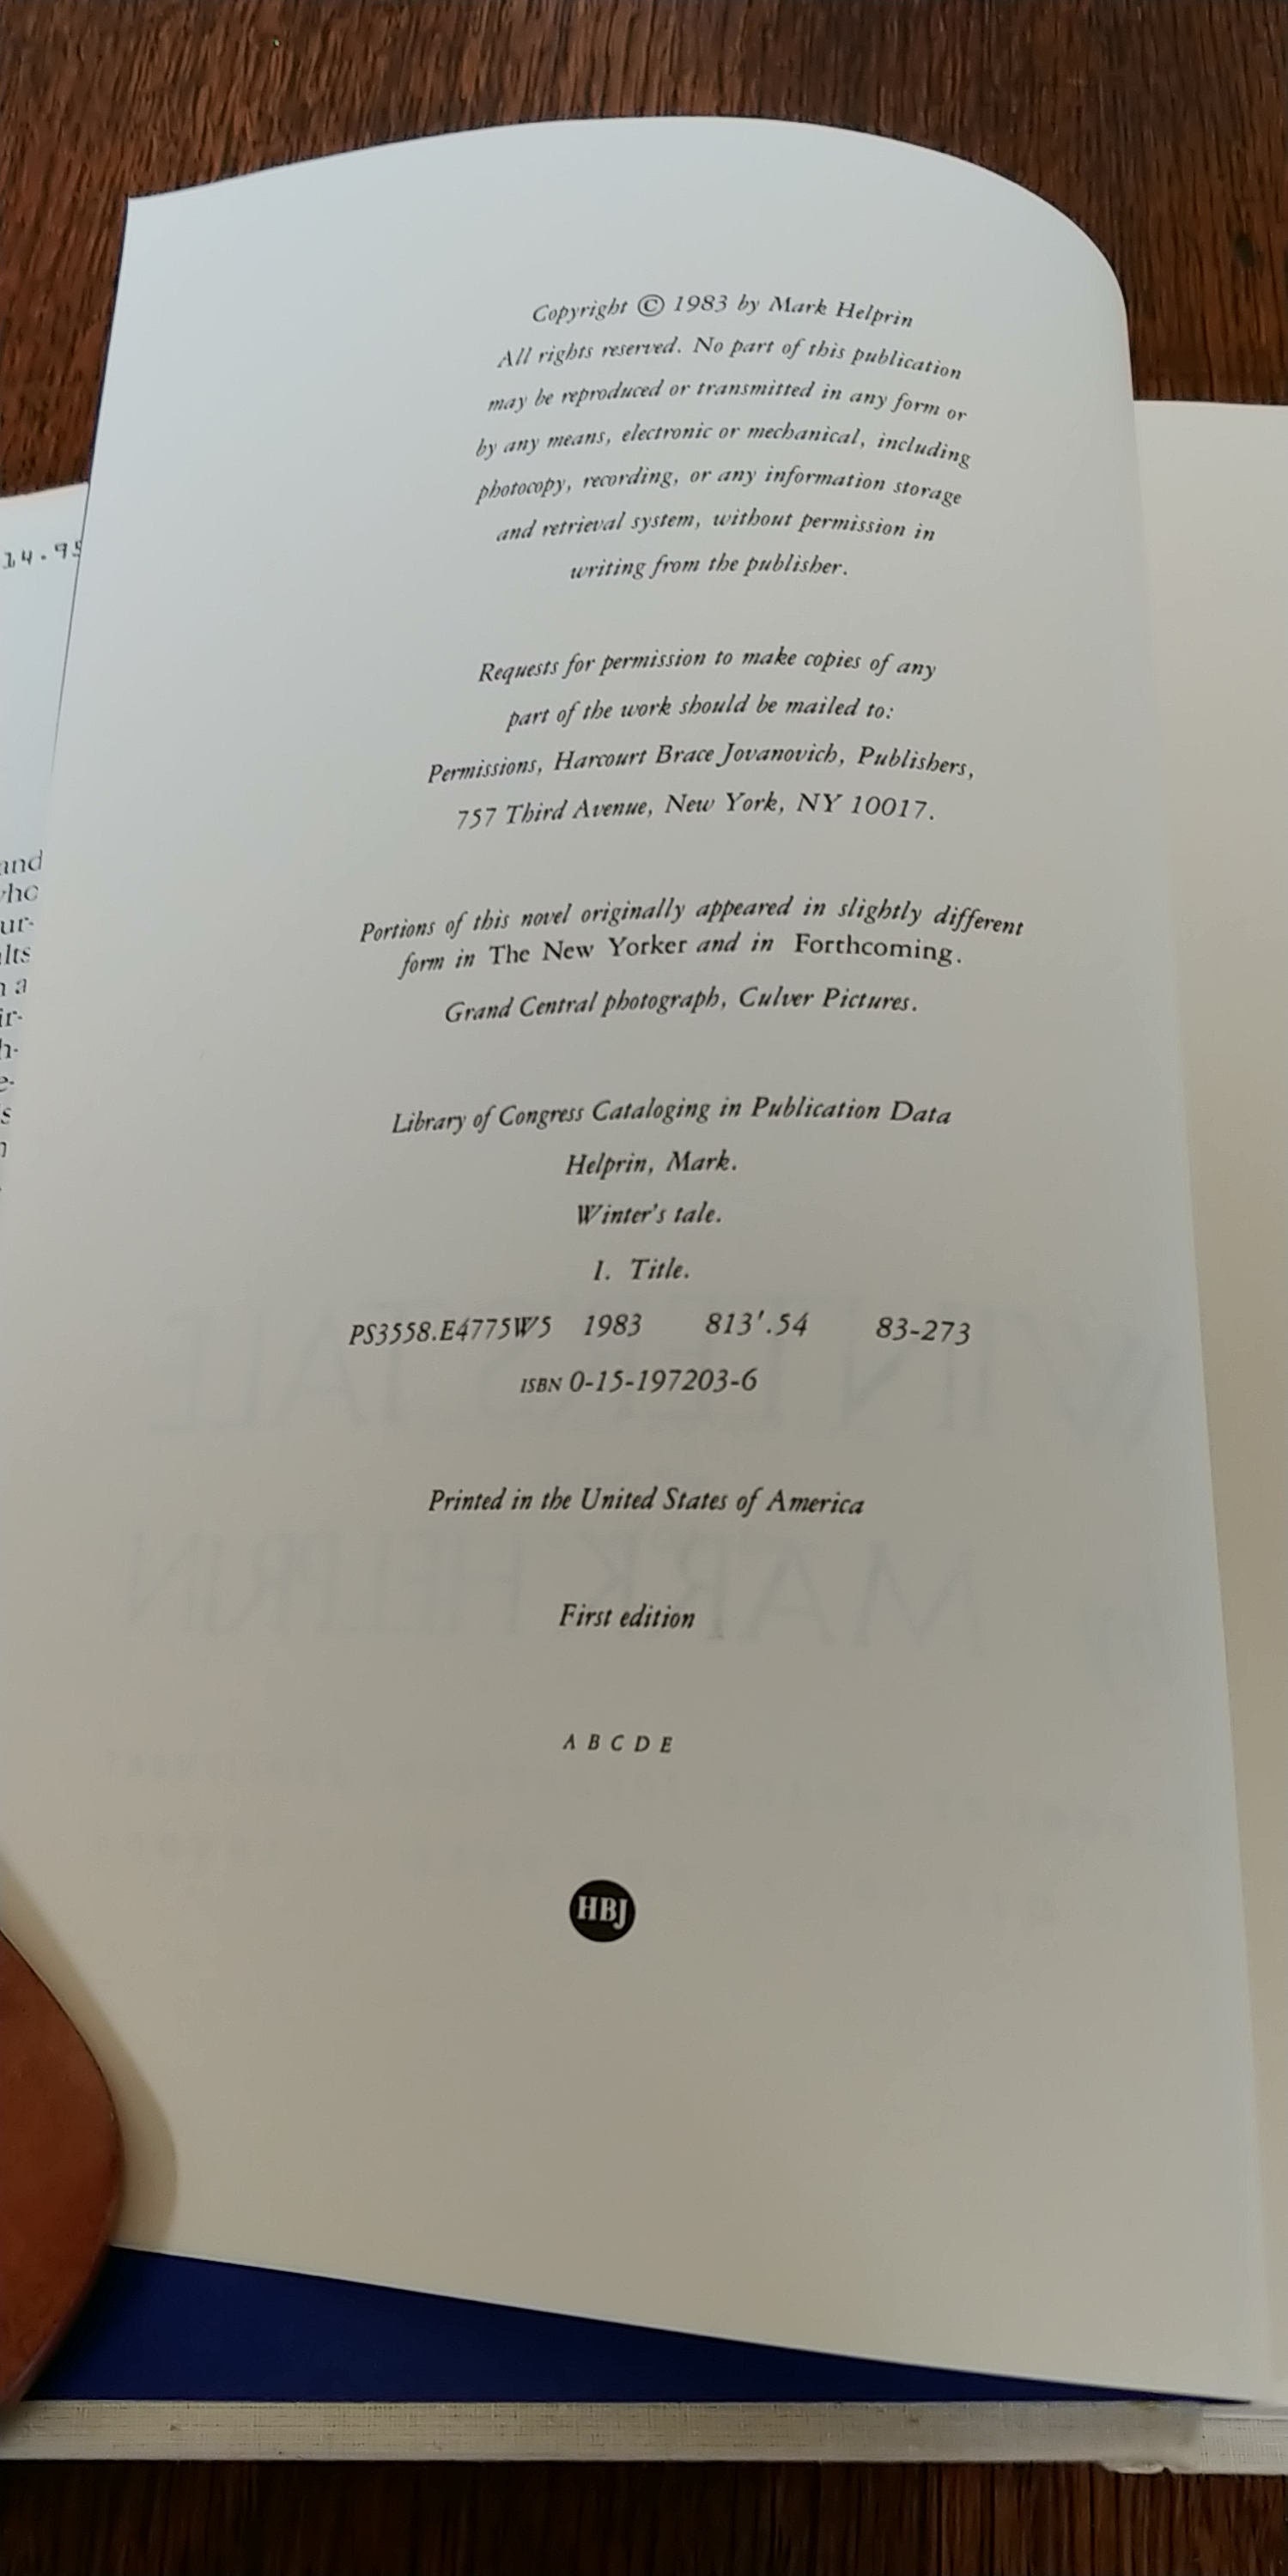 14.95
Copyright © 1983 by Mark Helprin
All rights reserved. No part of this publication
may be reproduced or transmitted in any form or
by any means, electronic or mechanical, including
photocopy, recording, or any information storage
and retrieval system, without permission in
writing from the publisher.
Requests for permission to make copies of any
part of the work should be mailed to:
Permissions, Harcourt Brace Jovanovich, Publishers,
757 Third Avenue, New York, NY 10017.
Portions of this novel originally appeared in slightly different
form in The New Yorker and in Forthcoming.
Grand Central photograph, Culver Pictures.
Library of Congress Cataloging in Publication Data
Helprin, Mark.
Winter's tale.
I. Title.
PS3558.E4775W5 1983 813'.54 83-273
ISBN 0-15-197203-6
Printed in the United States of America
First edition
A B C D E
HBJ